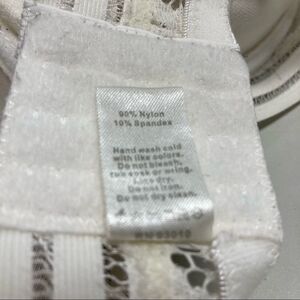 90% Nylon
10% Spandex
Hand wash cold
with like colors.
Do not bleach,
rub soak or wring.
Line dry.
Do not iron.
Do not dry clean.